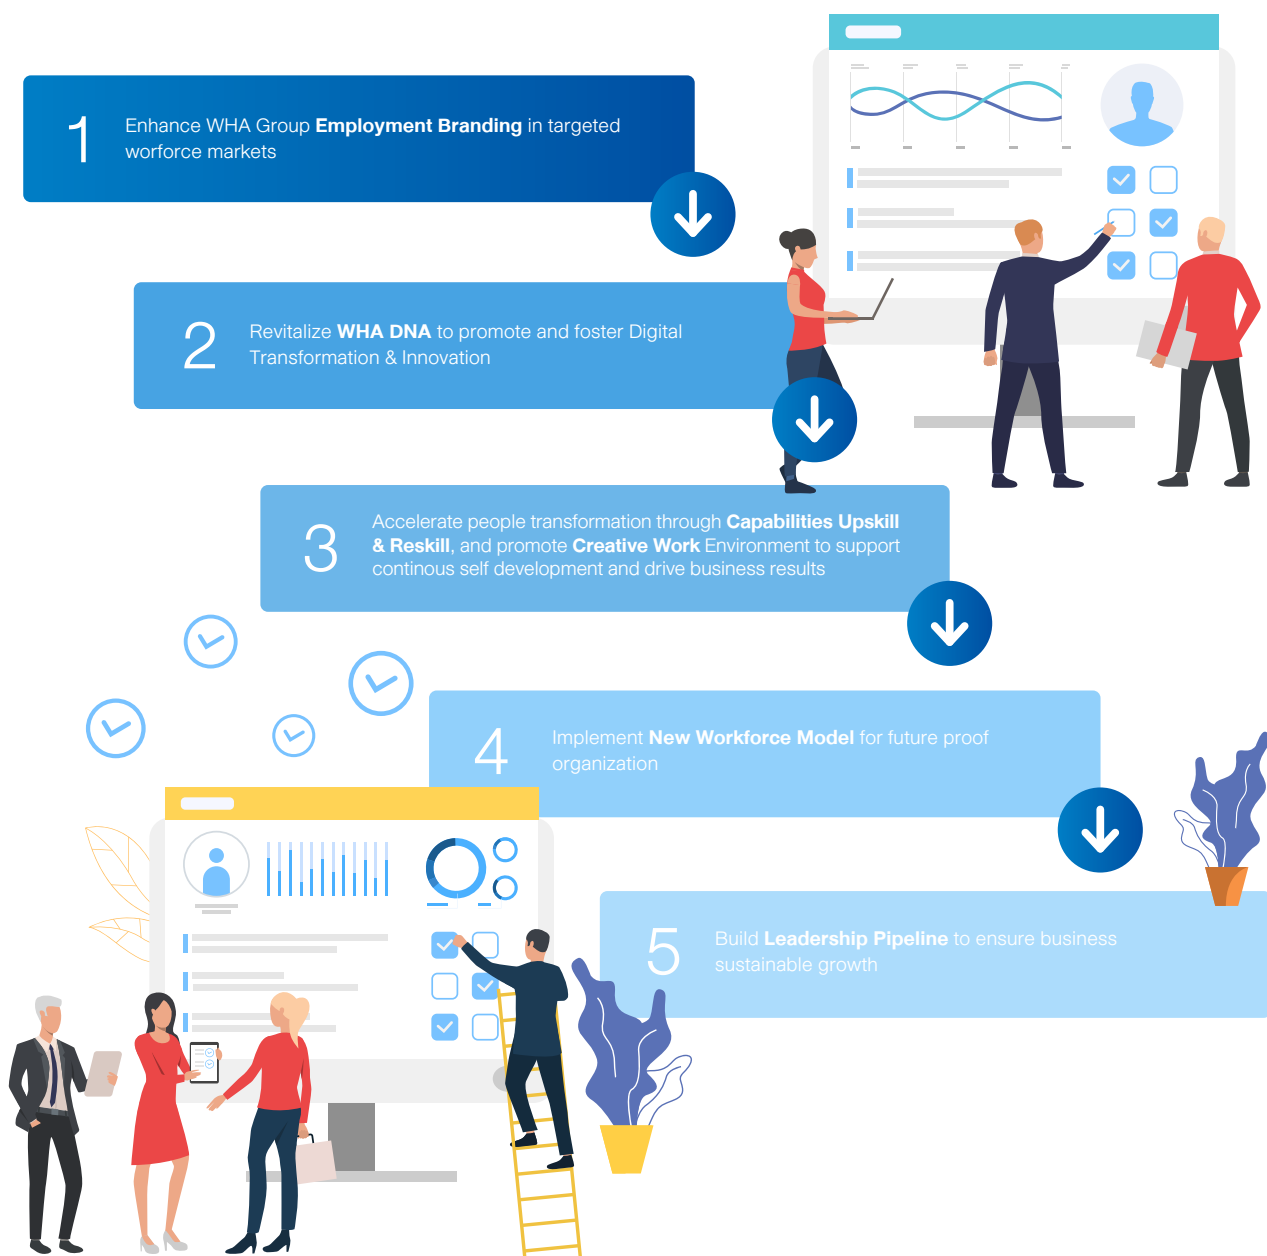 1
Enhance WHA Group Employment Branding in targeted
worforce markets
2
Revitalize WHA DNA to promote and foster Digital
Transformation & Innovation
3
Accelerate people transformation through Capabilities Upskill
& Reskill, and promote Creative Work Environment to support
continous self development and drive business results
4
Implement New Workforce Model for future proof
organization
5
Build Leadership Pipeline to ensure business
sustainable growth